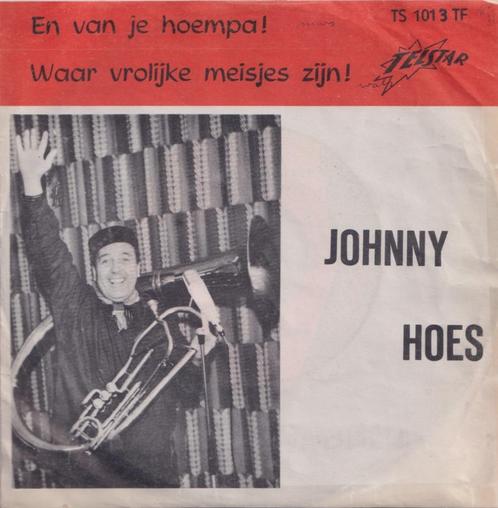 En van je hoempa!
TS 1013 TF
Waar vrolijke meisjes zijn!
TELSTAR
JOHNNY
HOES